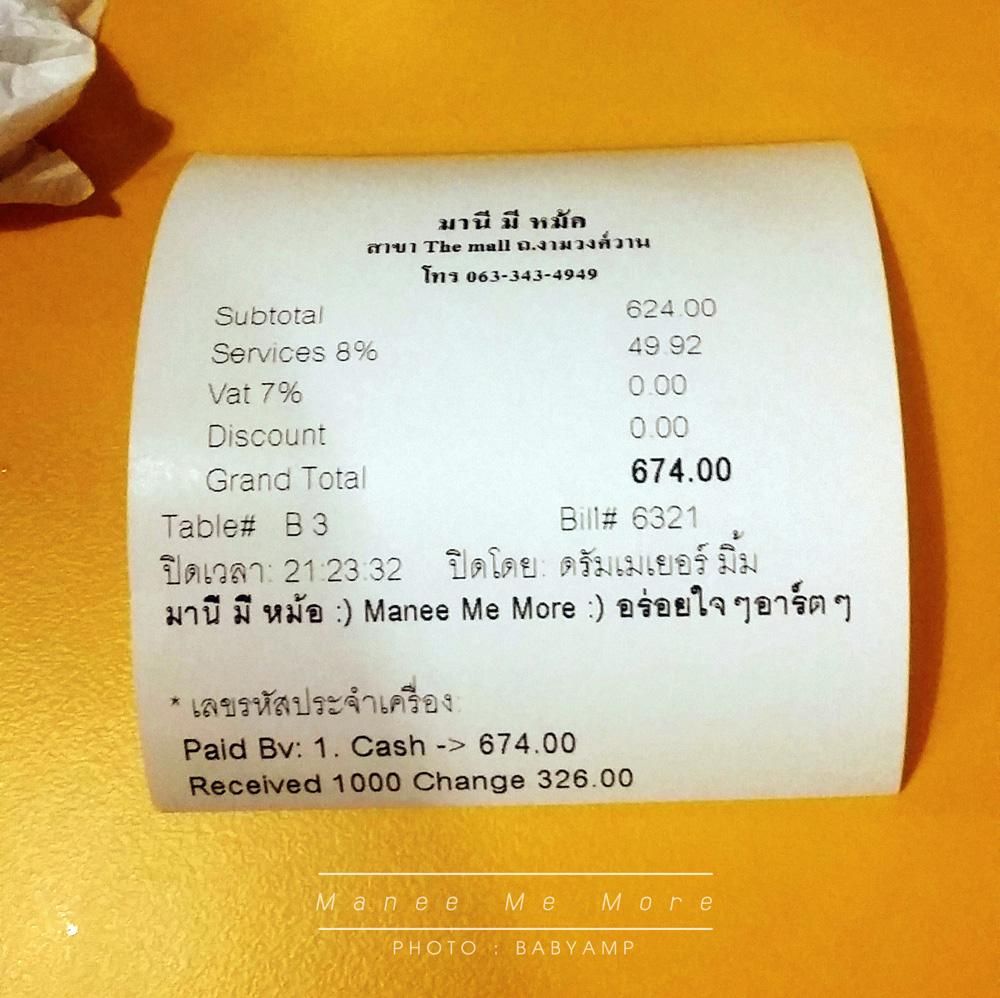 มานี มี หม้ด
สาขา The mall ถ.งามวงศ์วาน
โทร 063-343-4949
Subtotal 624.00
Services 8% 49.92
Vat 7% 0.00
Discount 0.00
Grand Total 674.00
Table# B 3 Bill# 6321
ปิดเวลา: 21:23:32 ปิดโดย: ดรัมเมเยอร์ มิ้ม
มานี มี หม้อ :) Manee Me More :) อร่อยใจๆอาร์ตๆ
* เลขรหัสประจำเครื่อง:
Paid By: 1. Cash -> 674.00
Received 1000 Change 326.00
Manee Me More
PHOTO : BABYAMP